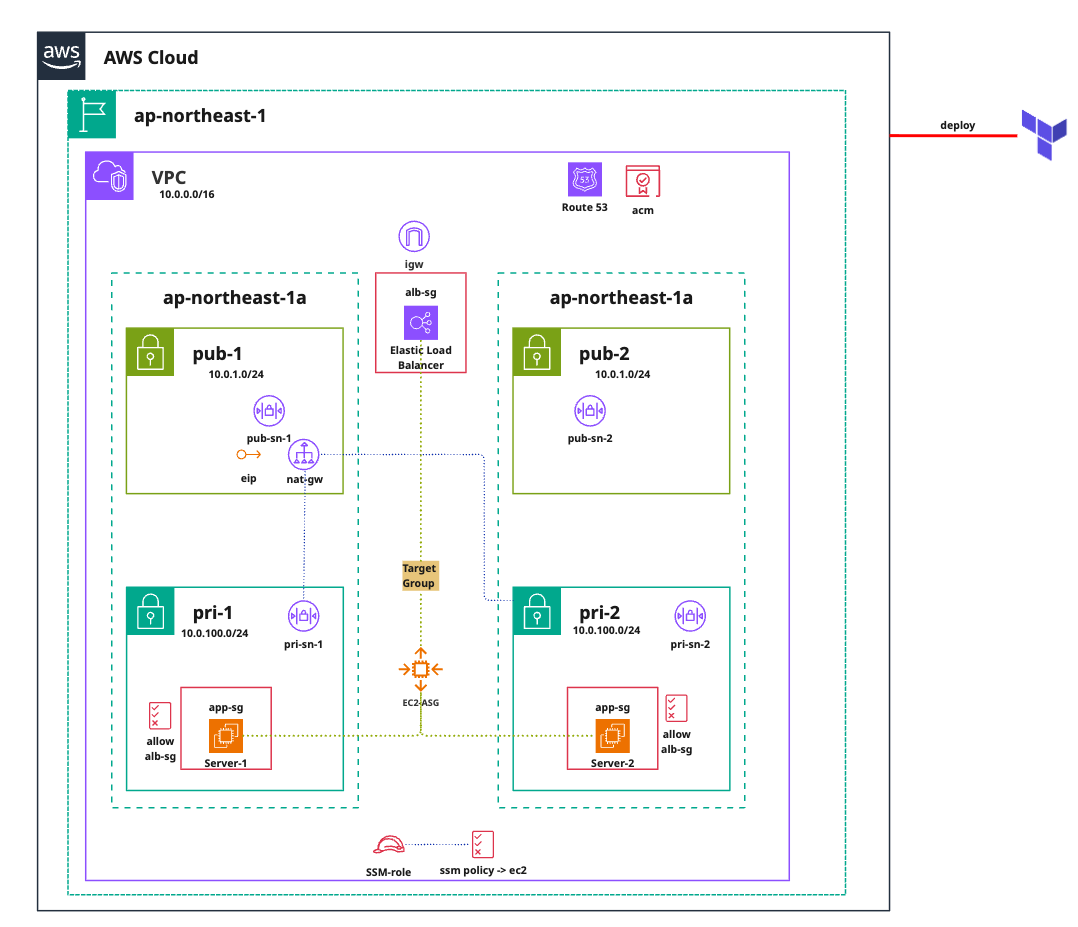 aws
AWS Cloud
ap-northeast-1
deploy
VPC
10.0.0.0/16
53
Route 53
acm
igw
ap-northeast-1a
alb-sg
ap-northeast-1a
Elastic Load
Balancer
pub-1
10.0.1.0/24
pub-2
10.0.1.0/24
pub-sn-1
pub-sn-2
eip
nat-gw
Target
Group
pri-1
10.0.100.0/24
pri-sn-1
pri-2
10.0.100.0/24
pri-sn-2
EC2-ASG
app-sg
allow
alb-sg
Server-1
app-sg
allow
alb-sg
Server-2
SSM-role
ssm policy -> ec2